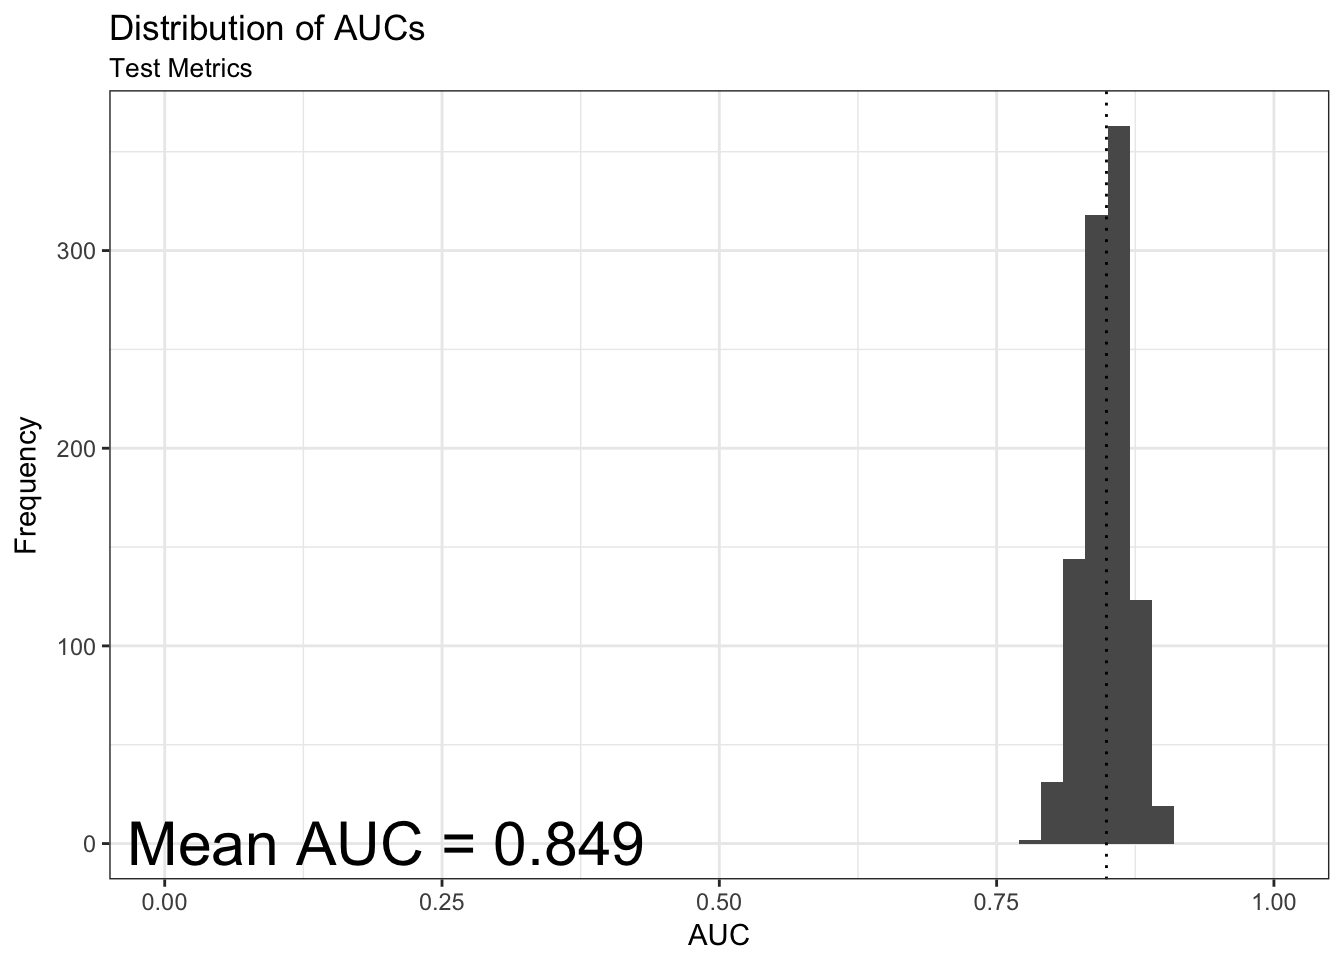 Distribution of AUCs
Test Metrics
Frequency
300
200
100
0
Mean AUC = 0.849
0.00 0.25 0.50 0.75 1.00
AUC